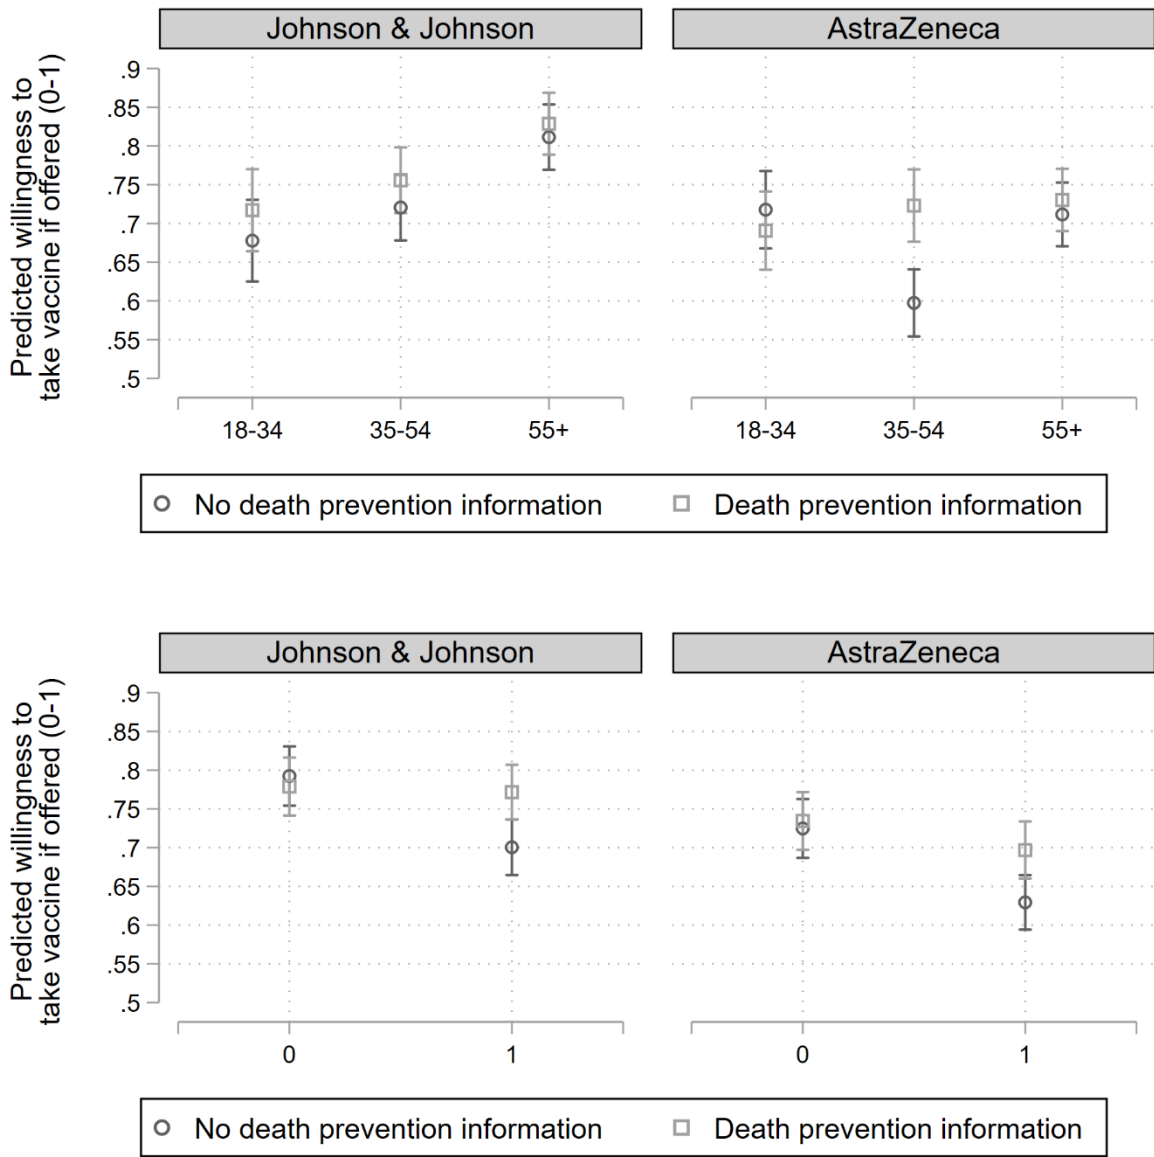 Johnson & Johnson
AstraZeneca
Predicted willingness to
take vaccine if offered (0-1)
.9
.85
.8
.75
.7
.65
.6
.55
.5
18-34
35-54
55+
18-34
35-54
55+
No death prevention information
Death prevention information
Johnson & Johnson
AstraZeneca
Predicted willingness to
take vaccine if offered (0-1)
.9
.85
.8
.75
.7
.65
.6
.55
.5
0
1
0
1
No death prevention information
Death prevention information